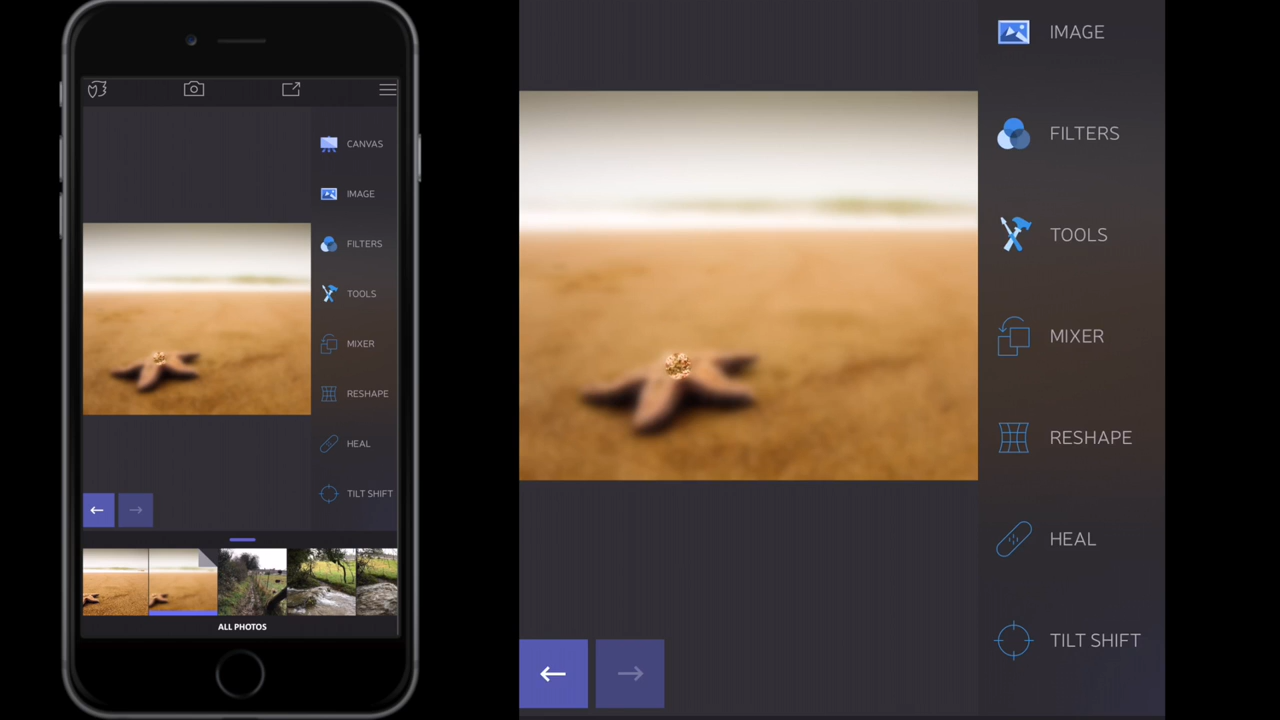 CANVAS
IMAGE
FILTERS
TOOLS
MIXER
RESHAPE
HEAL
TILT SHIFT
ALL PHOTOS
IMAGE
FILTERS
TOOLS
MIXER
RESHAPE
HEAL
TILT SHIFT